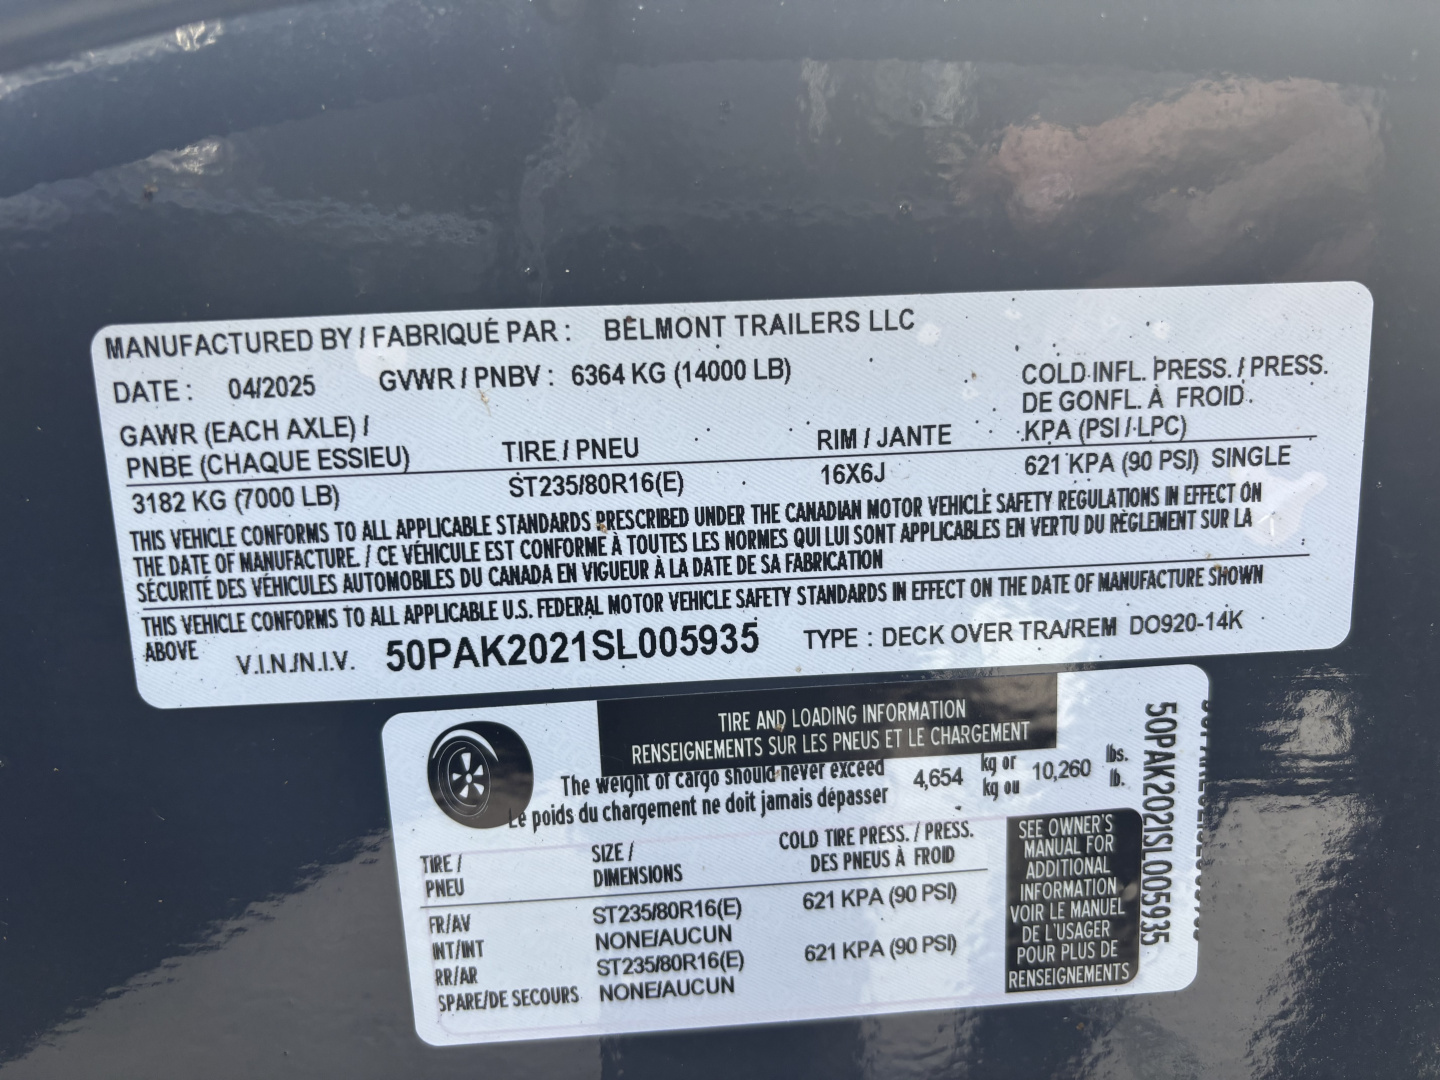 MANUFACTURED BY / FABRIQUÉ PAR : BELMONT TRAILERS LLC
DATE : 04/2025 GVWR / PNBV : 6364 KG (14000 LB)
COLD INFL. PRESS. / PRESS.
DE GONFL. À FROID
KPA (PSI / LPC)
GAWR (EACH AXLE) /
PNBE (CHAQUE ESSIEU) TIRE / PNEU RIM / JANTE
3182 KG (7000 LB) ST235/80R16(E) 16X6J 621 KPA (90 PSI) SINGLE
THIS VEHICLE CONFORMS TO ALL APPLICABLE STANDARDS PRESCRIBED UNDER THE CANADIAN MOTOR VEHICLE SAFETY REGULATIONS IN EFFECT ON
THE DATE OF MANUFACTURE. / CE VÉHICULE EST CONFORME À TOUTES LES NORMES QUI LUI SONT APPLICABLES EN VERTU DU RÈGLEMENT SUR LA
SÉCURITÉ DES VÉHICULES AUTOMOBILES DU CANADA EN VIGUEUR À LA DATE DE SA FABRICATION
THIS VEHICLE CONFORMS TO ALL APPLICABLE U.S. FEDERAL MOTOR VEHICLE SAFETY STANDARDS IN EFFECT ON THE DATE OF MANUFACTURE SHOWN
ABOVE V.I.N./N.I.V. 50PAK2021SL005935 TYPE : DECK OVER TRA/REM DO920-14K
TIRE AND LOADING INFORMATION
RENSEIGNEMENTS SUR LES PNEUS ET LE CHARGEMENT
The weight of cargo should never exceed 4,654 kg or 10,260 lbs.
Le poids du chargement ne doit jamais dépasser kg ou lb.
TIRE / SIZE / COLD TIRE PRESS. / PRESS.
PNEU DIMENSIONS DES PNEUS À FROID
FR/AV ST235/80R16(E) 621 KPA (90 PSI)
INT/INT NONE/AUCUN
RR/AR ST235/80R16(E) 621 KPA (90 PSI)
SPARE/DE SECOURS NONE/AUCUN
SEE OWNER'S
MANUAL FOR
ADDITIONAL
INFORMATION
VOIR LE MANUEL
DE L'USAGER
POUR PLUS DE
RENSEIGNEMENTS
50PAK2021SL005935